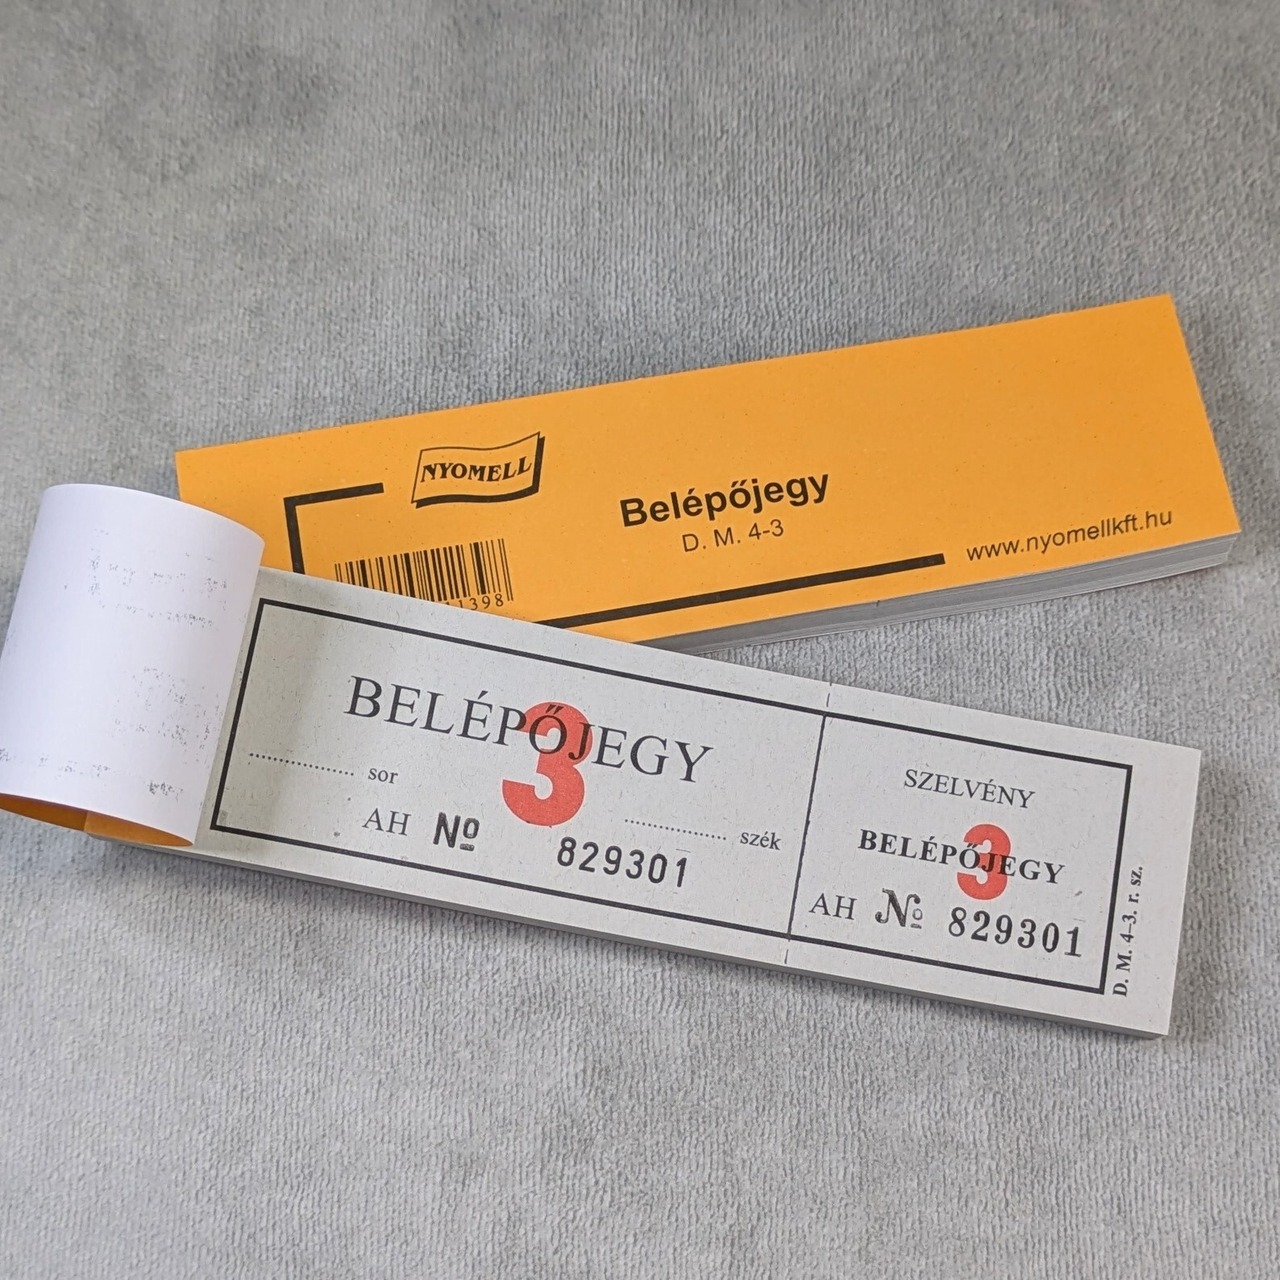 NYOMELL
Belépőjegy
D. M. 4-3
www.nyomellkft.hu
1398
BELÉPŐJEGY
3
sor
szék
AH Nº 829301
SZELVÉNY
BELÉPŐJEGY
3
AH Nº 829301
D. M. 4–3. r. sz.